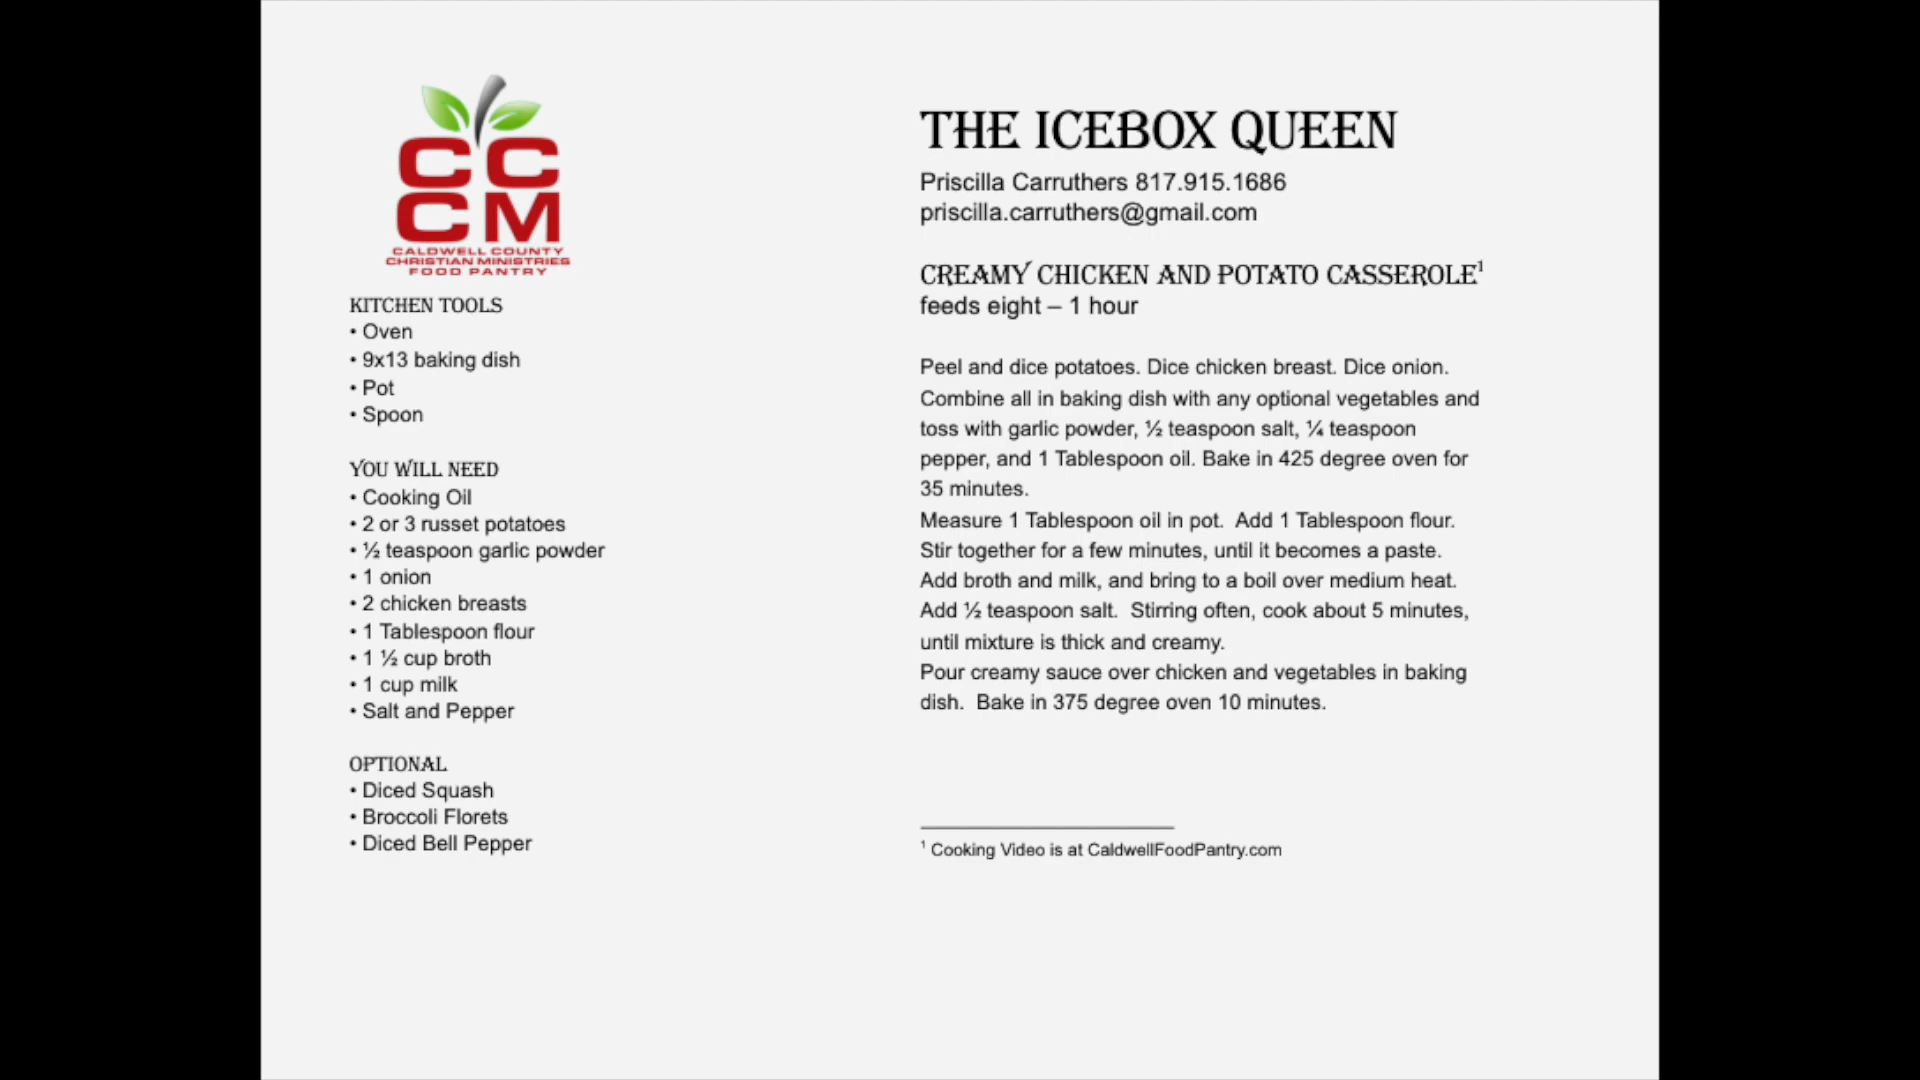 CC
CM
CALDWELL COUNTY
CHRISTIAN MINISTRIES
FOOD PANTRY
KITCHEN TOOLS
• Oven
• 9x13 baking dish
• Pot
• Spoon
YOU WILL NEED
• Cooking Oil
• 2 or 3 russet potatoes
• ½ teaspoon garlic powder
• 1 onion
• 2 chicken breasts
• 1 Tablespoon flour
• 1 ½ cup broth
• 1 cup milk
• Salt and Pepper
OPTIONAL
• Diced Squash
• Broccoli Florets
• Diced Bell Pepper
THE ICEBOX QUEEN
Priscilla Carruthers 817.915.1686
priscilla.carruthers@gmail.com
CREAMY CHICKEN AND POTATO CASSEROLE¹
feeds eight – 1 hour
Peel and dice potatoes. Dice chicken breast. Dice onion.
Combine all in baking dish with any optional vegetables and
toss with garlic powder, ½ teaspoon salt, ¼ teaspoon
pepper, and 1 Tablespoon oil. Bake in 425 degree oven for
35 minutes.
Measure 1 Tablespoon oil in pot.  Add 1 Tablespoon flour.
Stir together for a few minutes, until it becomes a paste.
Add broth and milk, and bring to a boil over medium heat.
Add ½ teaspoon salt.  Stirring often, cook about 5 minutes,
until mixture is thick and creamy.
Pour creamy sauce over chicken and vegetables in baking
dish.  Bake in 375 degree oven 10 minutes.
¹ Cooking Video is at CaldwellFoodPantry.com